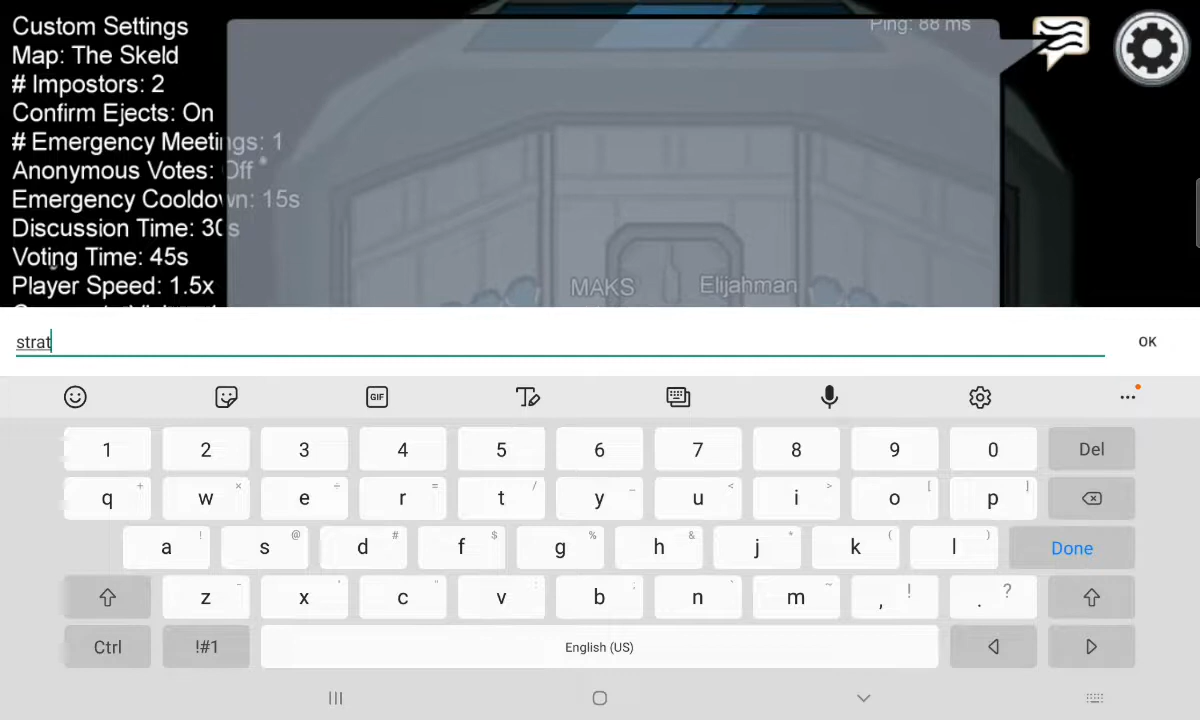 Custom Settings
Ping: 88 ms
Map: The Skeld
# Impostors: 2
Confirm Ejects: On
# Emergency Meetings: 1
Anonymous Votes: Off
Emergency Cooldown: 15s
Discussion Time: 30s
Voting Time: 45s
Player Speed: 1.5x
MAKS
Elijahman
strat
OK
GIF
1 2 3 4 5 6 7 8 9 0 Del
q + w × e ÷ r = t / y _ u < i > o [ p ]
a ! s @ d # f $ g % h & j * k ( l ) Done
z - x ' c " v : b ; n ` m ~ , ! . ?
Ctrl !#1 English (US)